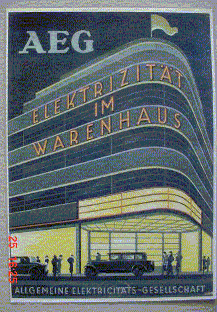 AEG
ELEKTRIZITÄT
IM
WARENHAUS
ALLGEMEINE ELEKTRICITÄTS-GESELLSCHAFT